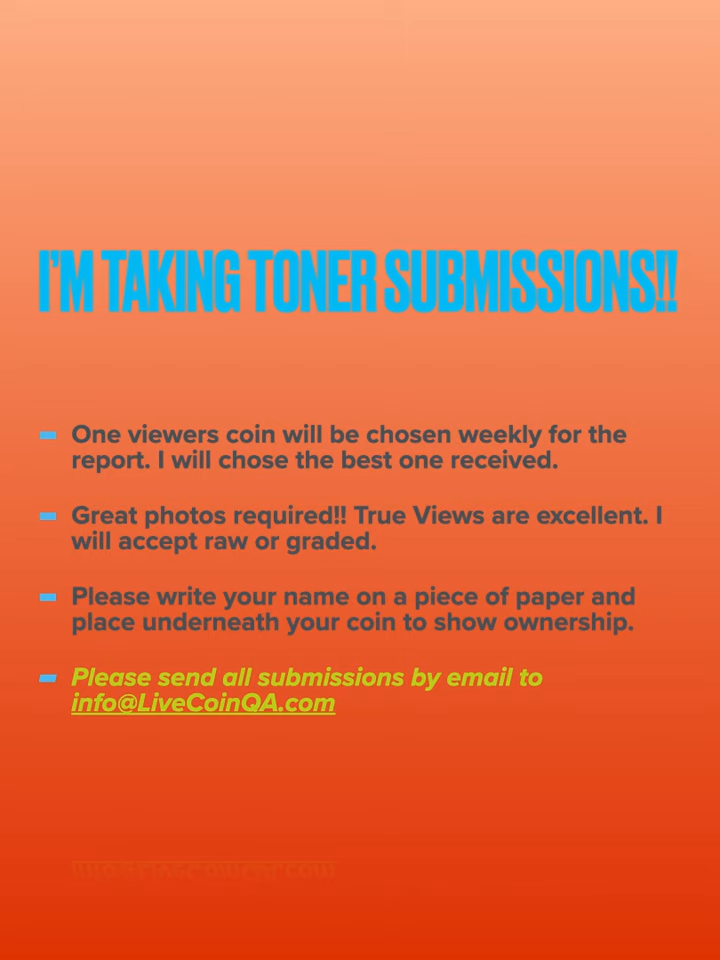 I'M TAKING TONER SUBMISSIONS!!
One viewers coin will be chosen weekly for the
report. I will chose the best one received.
Great photos required!! True Views are excellent. I
will accept raw or graded.
Please write your name on a piece of paper and
place underneath your coin to show ownership.
Please send all submissions by email to
info@LiveCoinQA.com